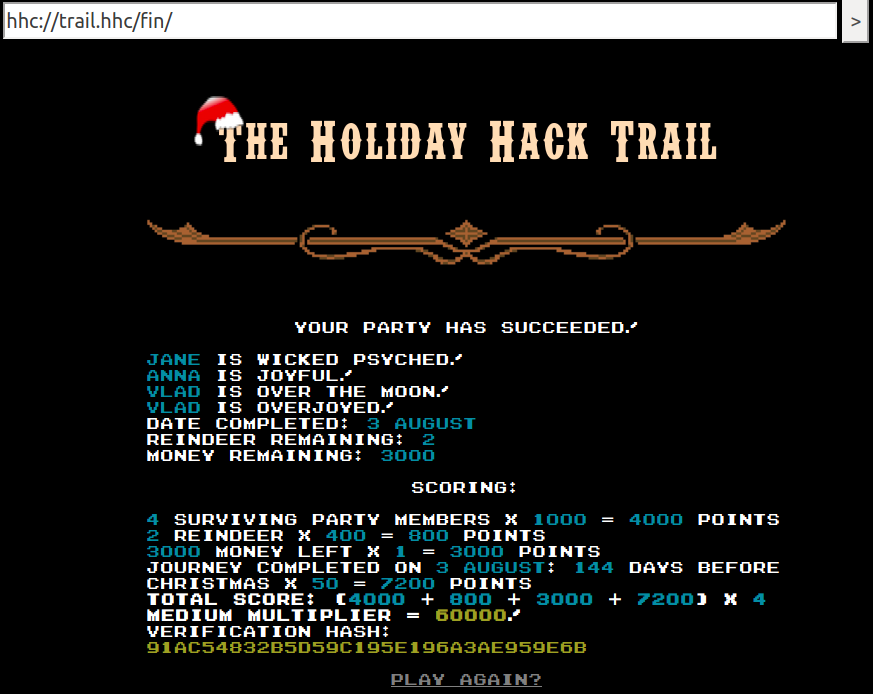 hhc://trail.hhc/fin/ >
THE HOLIDAY HACK TRAIL
YOUR PARTY HAS SUCCEEDED!
JANE IS WICKED PSYCHED!
ANNA IS JOYFUL!
VLAD IS OVER THE MOON!
VLAD IS OVERJOYED!
DATE COMPLETED: 3 AUGUST
REINDEER REMAINING: 2
MONEY REMAINING: 3000
SCORING:
4 SURVIVING PARTY MEMBERS X 1000 = 4000 POINTS
2 REINDEER X 400 = 800 POINTS
3000 MONEY LEFT X 1 = 3000 POINTS
JOURNEY COMPLETED ON 3 AUGUST: 144 DAYS BEFORE
CHRISTMAS X 50 = 7200 POINTS
TOTAL SCORE: (4000 + 800 + 3000 + 7200) X 4
MEDIUM MULTIPLIER = 60000!
VERIFICATION HASH:
91AC54832B5D59C195E196A3AE959E6B
PLAY AGAIN?